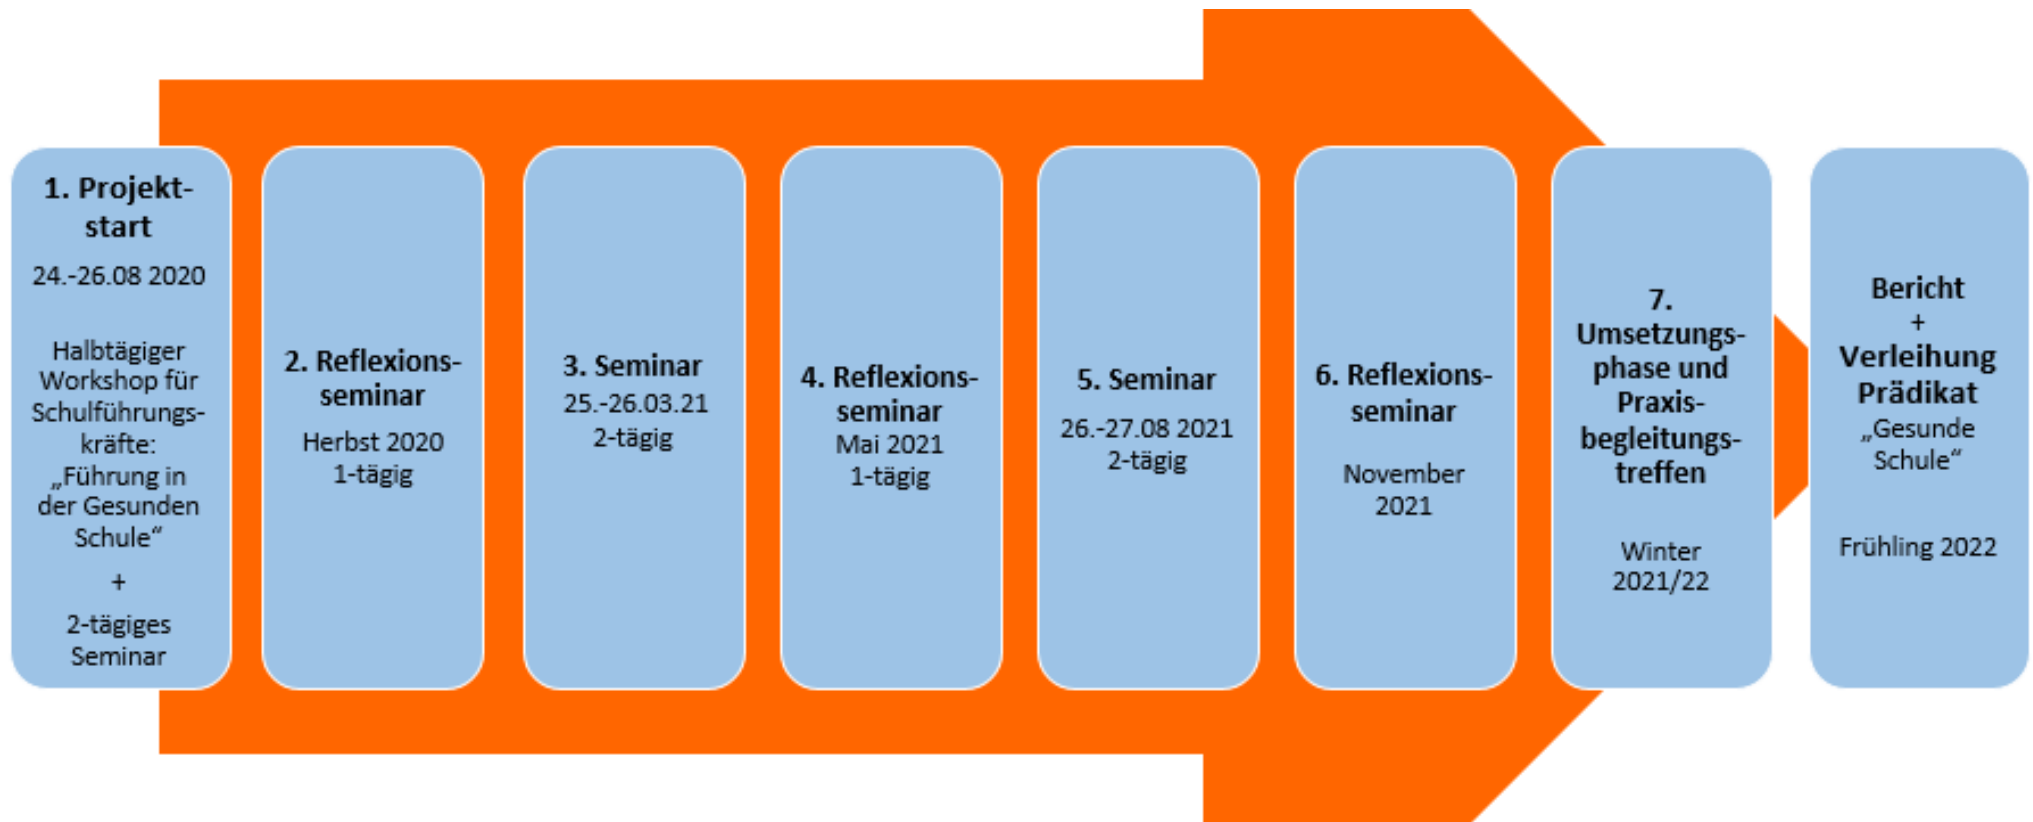 1. Projekt-
start
24.-26.08 2020
Halbtägiger
Workshop für
Schulführungs-
kräfte:
„Führung in
der Gesunden
Schule“
+
2-tägiges
Seminar
2. Reflexions-
seminar
Herbst 2020
1-tägig
3. Seminar
25.-26.03.21
2-tägig
4. Reflexions-
seminar
Mai 2021
1-tägig
5. Seminar
26.-27.08 2021
2-tägig
6. Reflexions-
seminar
November
2021
7.
Umsetzungs-
phase und
Praxis-
begleitungs-
treffen
Winter
2021/22
Bericht
+
Verleihung
Prädikat
„Gesunde
Schule“
Frühling 2022